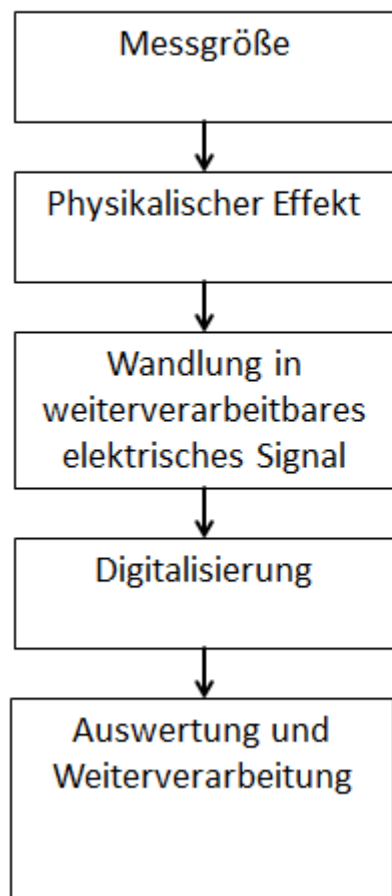 Messgröße
Physikalischer Effekt
Wandlung in
weiterverarbeitbares
elektrisches Signal
Digitalisierung
Auswertung und
Weiterverarbeitung